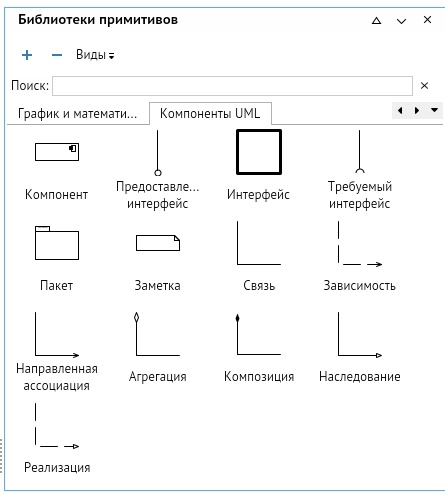 Библиотеки примитивов
Виды
Поиск:
График и математи... Компоненты UML
Компонент Предоставле... интерфейс Интерфейс Требуемый интерфейс
Пакет Заметка Связь Зависимость
Направленная ассоциация Агрегация Композиция Наследование
Реализация